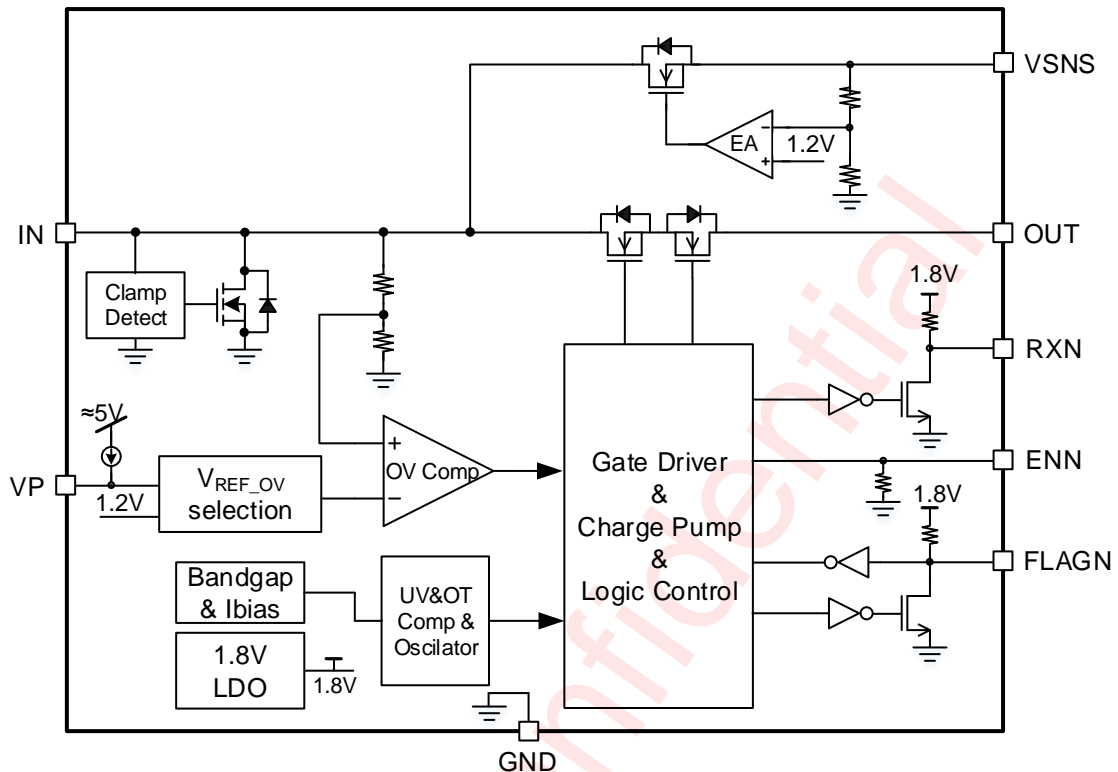 VSNS
EA
1.2V
IN
OUT
Clamp
Detect
1.8V
RXN
≈5V
VP
1.2V
VREF_OV
selection
OV Comp
Gate Driver
&
Charge Pump
&
Logic Control
ENN
1.8V
FLAGN
Bandgap
& Ibias
UV&OT
Comp &
Oscilator
1.8V
LDO
1.8V
GND
nfidential